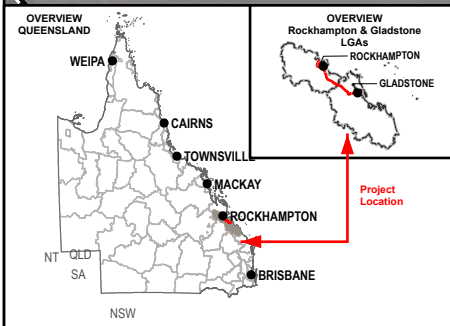 OVERVIEW
QUEENSLAND
WEIPA
CAIRNS
TOWNSVILLE
MACKAY
ROCKHAMPTON
BRISBANE
NT
QLD
SA
NSW
OVERVIEW
Rockhampton & Gladstone
LGAs
ROCKHAMPTON
GLADSTONE
Project
Location